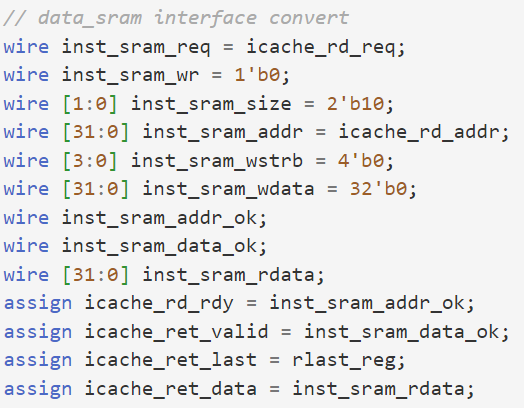 // data_sram interface convert
wire inst_sram_req = icache_rd_req;
wire inst_sram_wr = 1'b0;
wire [1:0] inst_sram_size = 2'b10;
wire [31:0] inst_sram_addr = icache_rd_addr;
wire [3:0] inst_sram_wstrb = 4'b0;
wire [31:0] inst_sram_wdata = 32'b0;
wire inst_sram_addr_ok;
wire inst_sram_data_ok;
wire [31:0] inst_sram_rdata;
assign icache_rd_rdy = inst_sram_addr_ok;
assign icache_ret_valid = inst_sram_data_ok;
assign icache_ret_last = rlast_reg;
assign icache_ret_data = inst_sram_rdata;